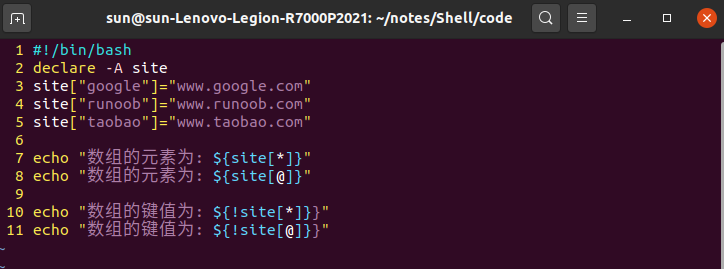 sun@sun-Lenovo-Legion-R7000P2021: ~/notes/Shell/code
1 #!/bin/bash
2 declare -A site
3 site["google"]="www.google.com"
4 site["runoob"]="www.runoob.com"
5 site["taobao"]="www.taobao.com"
6
7 echo "数组的元素为: ${site[*]}"
8 echo "数组的元素为: ${site[@]}"
9
10 echo "数组的键值为: ${!site[*]}}"
11 echo "数组的键值为: ${!site[@]}}"
~
~